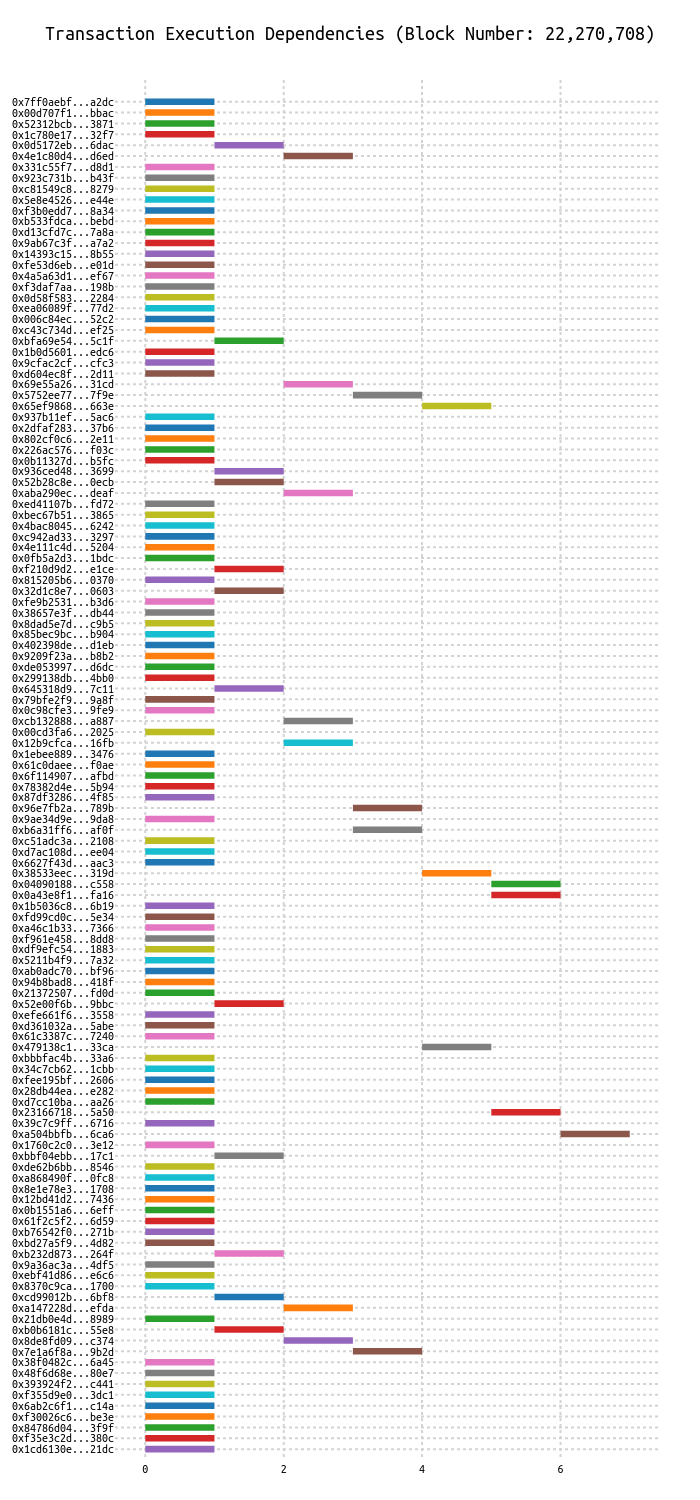 Transaction Execution Dependencies (Block Number: 22,270,708)
0x7ff0aebf...a2dc
0x00d707f1...bbac
0x52312bcb...3871
0x1c780e17...32f7
0x0d5172eb...6dac
0x4e1c80d4...d6ed
0x331c55f7...d8d1
0x923c731b...b43f
0xc81549c8...8279
0x5e8e4526...e44e
0xf3b0edd7...8a34
0xb533fdca...bebd
0xd13cfd7c...7a8a
0x9ab67c3f...a7a2
0x14393c15...8b55
0xfe53d6eb...e01d
0x4a5a63d1...ef67
0xf3daf7aa...198b
0x0d58f583...2284
0xea06089f...77d2
0x006c84ec...52c2
0xc43c734d...ef25
0xbfa69e54...5c1f
0x1b0d5601...edc6
0x9cfac2cf...cfc3
0xd604ec8f...2d11
0x69e55a26...31cd
0x5752ee77...7f9e
0x65ef9868...663e
0x937b11ef...5ac6
0x2dfaf283...37b6
0x802cf0c6...2e11
0x226ac576...f03c
0x0b11327d...b5fc
0x936ced48...3699
0x52b28c8e...0ecb
0xaba290ec...deaf
0xed41107b...fd72
0xbec67b51...3865
0x4bac8045...6242
0xc942ad33...3297
0x4e111c4d...5204
0x0fb5a2d3...1bdc
0xf210d9d2...e1ce
0x815205b6...0370
0x32d1c8e7...0603
0xfe9b2531...b3d6
0x38657e3f...db44
0x8dad5e7d...c9b5
0x85bec9bc...b904
0x402398de...d1eb
0x9209f23a...b8b2
0xde053997...d6dc
0x299138db...4bb0
0x645318d9...7c11
0x79bfe2f9...9a8f
0x0c98cfe3...9fe9
0xcb132888...a887
0x00cd3fa6...2025
0x12b9cfca...16fb
0x1ebee889...3476
0x61c0daee...f0ae
0x6f114907...afbd
0x78382d4e...5b94
0x87df3286...4f85
0x96e7fb2a...789b
0x9ae34d9e...9da8
0xb6a31ff6...af0f
0xc51adc3a...2108
0xd7ac108d...ee04
0x6627f43d...aac3
0x38533eec...319d
0x04090188...c558
0x0a43e8f1...fa16
0x1b5036c8...6b19
0xfd99cd0c...5e34
0xa46c1b33...7366
0xf961e458...8dd8
0xdf9efc54...1883
0x5211b4f9...7a32
0xab0adc70...bf96
0x94b8bad8...418f
0x21372507...fd0d
0x52e00f6b...9bbc
0xefe661f6...3558
0xd361032a...5abe
0x61c3387c...7240
0x479138c1...33ca
0xbbbfac4b...33a6
0x34c7cb62...1cbb
0xfee195bf...2606
0x28db44ea...e282
0xd7cc10ba...aa26
0x23166718...5a50
0x39c7c9ff...6716
0xa504bbfb...6ca6
0x1760c2c0...3e12
0xbbf04ebb...17c1
0xde62b6bb...8546
0xa868490f...0fc8
0x8e1e78e3...1708
0x12bd41d2...7436
0x0b1551a6...6eff
0x61f2c5f2...6d59
0xb76542f0...271b
0xbd27a5f9...4d82
0xb232d873...264f
0x9a36ac3a...4df5
0xebf41d86...e6c6
0x8370c9ca...1700
0xcd99012b...6bf8
0xa147228d...efda
0x21db0e4d...8989
0xb0b6181c...55e8
0x8de8fd09...c374
0x7e1a6f8a...9b2d
0x38f0482c...6a45
0x48f6d68e...80e7
0x393924f2...c441
0xf355d9e0...3dc1
0x6ab2c6f1...c14a
0xf30026c6...be3e
0x84786d04...3f9f
0xf35e3c2d...380c
0x1cd6130e...21dc
0 2 4 6